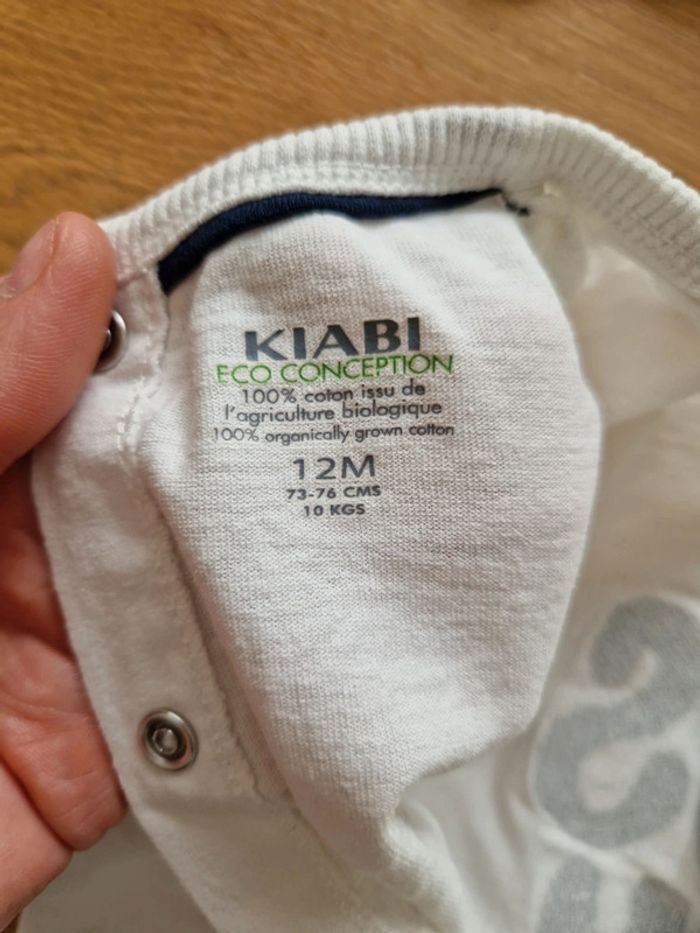 KIABI
ECO CONCEPTION
100% coton issu de
l'agriculture biologique
100% organically grown cotton
12M
73-76 CMS
10 KGS